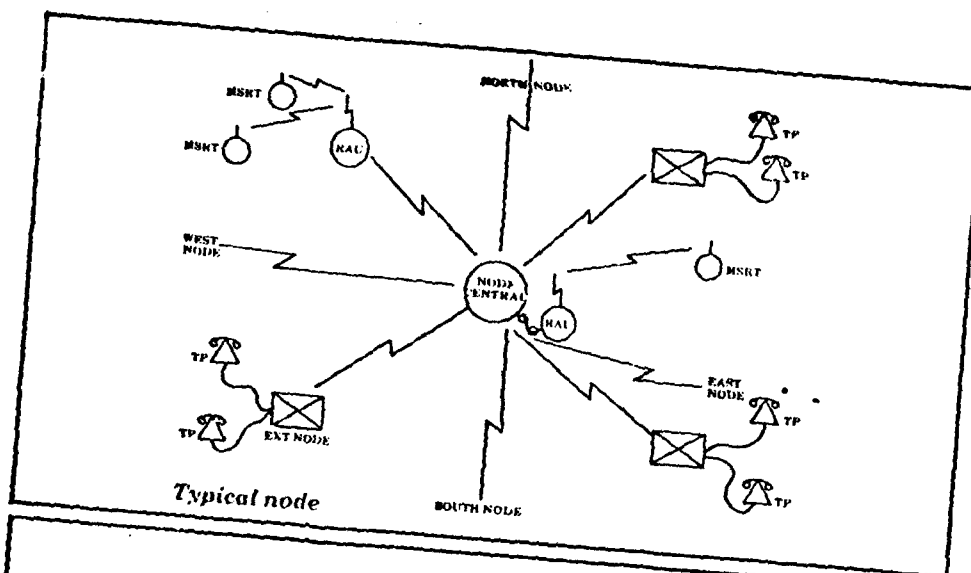 MSRT
NORTH NODE
TP
MSRT
RAU
TP
WEST
NODE
MSRT
NODE
CENTRAL
RAU
TP
EAST
NODE
TP
TP
EXT NODE
TP
Typical node
SOUTH NODE